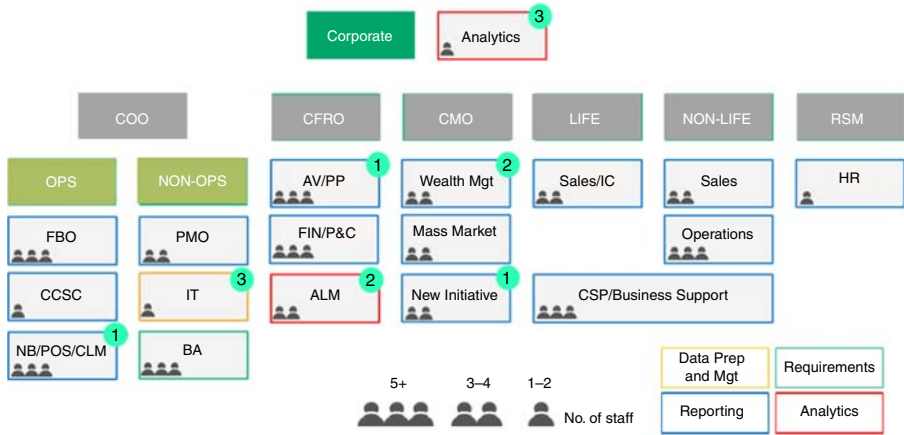 3
Corporate
Analytics
COO
CFRO
CMO
LIFE
NON-LIFE
RSM
OPS
NON-OPS
AV/PP
1
Wealth Mgt
2
Sales/IC
Sales
HR
FBO
PMO
FIN/P&C
Mass Market
Operations
CCSC
IT
3
ALM
2
New Initiative
1
CSP/Business Support
NB/POS/CLM
1
BA
Data Prep
and Mgt
Requirements
5+
3–4
1–2
No. of staff
Reporting
Analytics